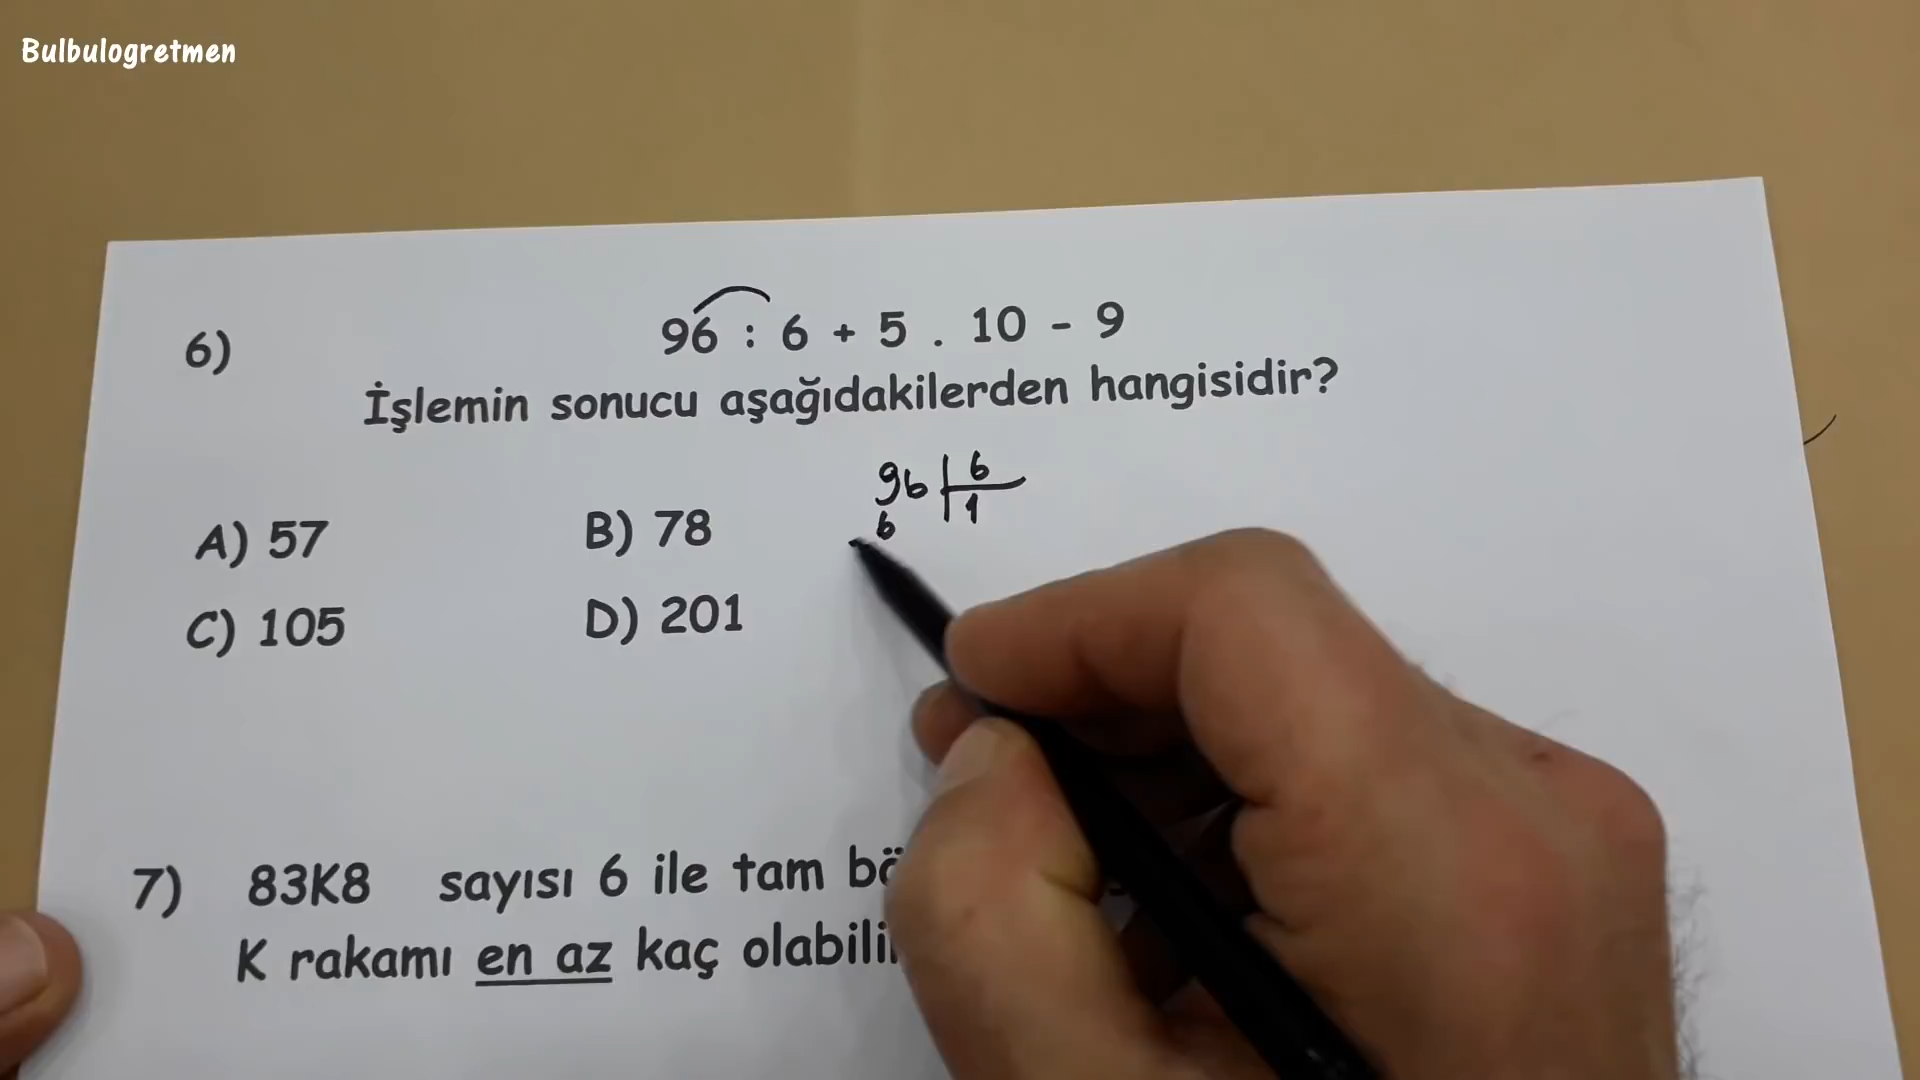 Bulbulogretmen
6) 96 : 6 + 5 . 10 - 9
İşlemin sonucu aşağıdakilerden hangisidir?
96 6
6 1
A) 57 B) 78
C) 105 D) 201
7) 83K8 sayısı 6 ile tam
K rakamı en az kaç